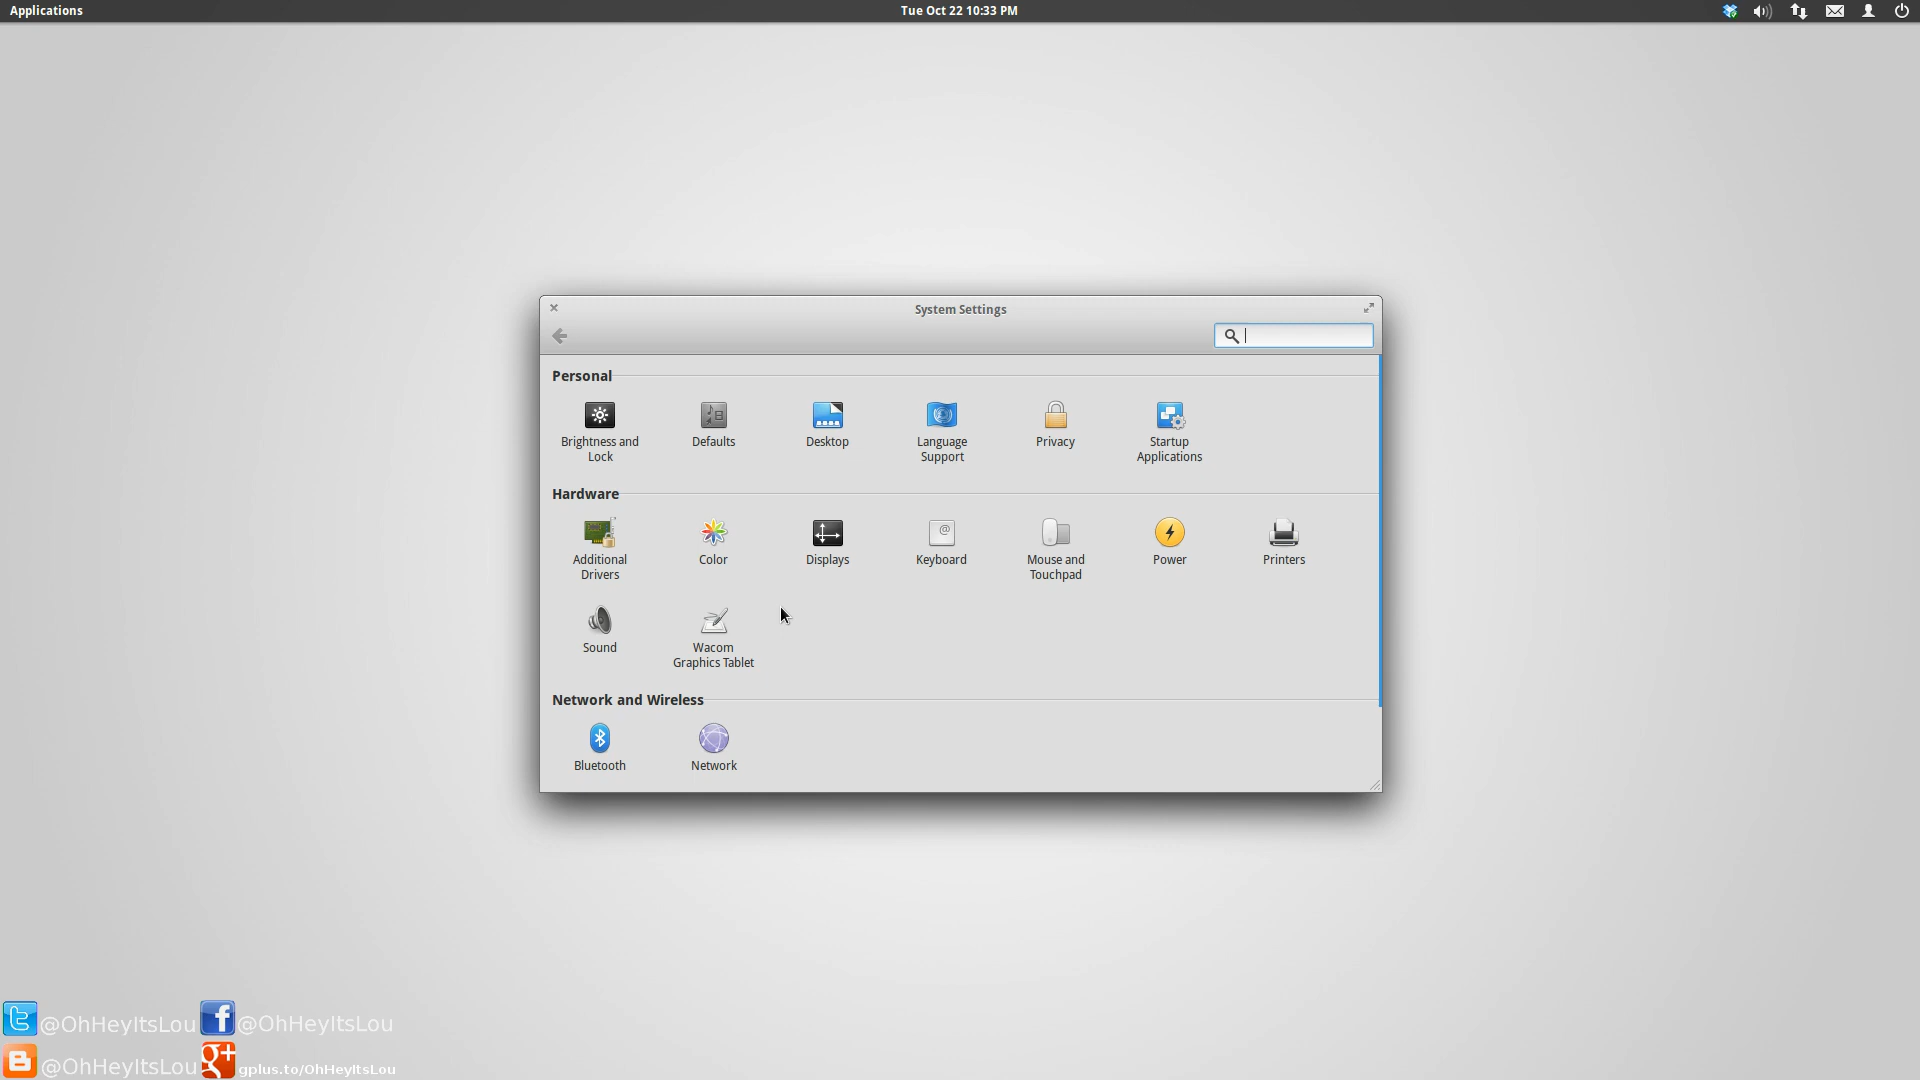 Applications
Tue Oct 22 10:33 PM
System Settings
Personal
Brightness and
Lock
Defaults
Desktop
Language
Support
Privacy
Startup
Applications
Hardware
Additional
Drivers
Color
Displays
Keyboard
Mouse and
Touchpad
Power
Printers
Sound
Wacom
Graphics Tablet
Network and Wireless
Bluetooth
Network
@OhHeyItsLou
@OhHeyItsLou
@OhHeyItsLou
gplus.to/OhHeyItsLou